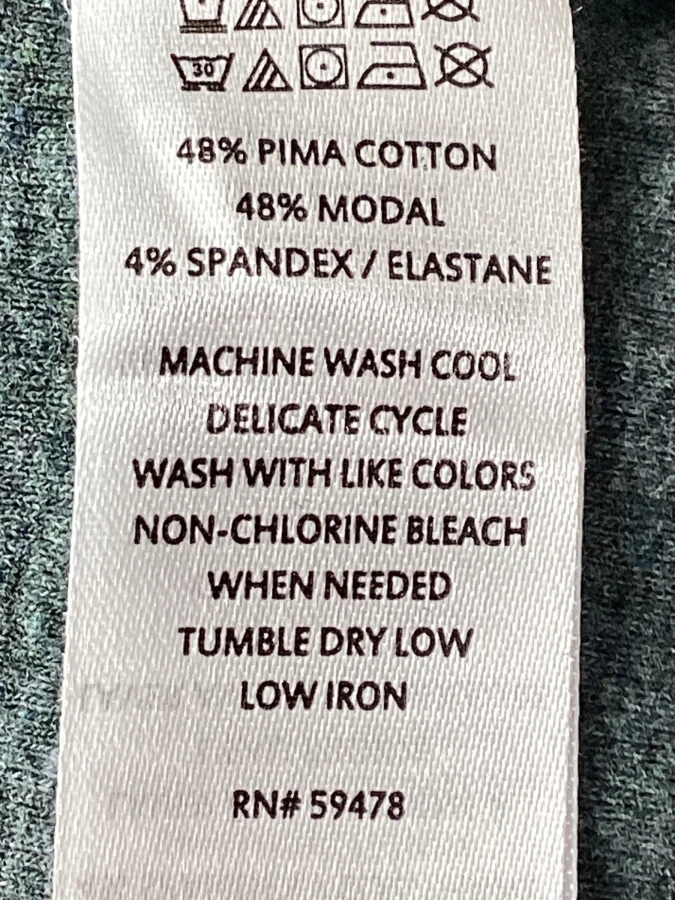 30
48% PIMA COTTON
48% MODAL
4% SPANDEX / ELASTANE
MACHINE WASH COOL
DELICATE CYCLE
WASH WITH LIKE COLORS
NON-CHLORINE BLEACH
WHEN NEEDED
TUMBLE DRY LOW
LOW IRON
RN# 59478